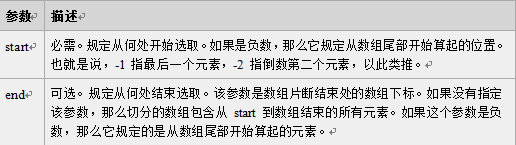 参数 描述
start 必需。规定从何处开始选取。如果是负数，那么它规定从数组尾部开始算起的位置。
也就是说，-1 指最后一个元素，-2 指倒数第二个元素，以此类推。
end 可选。规定从何处结束选取。该参数是数组片断结束处的数组下标。如果没有指定
该参数，那么切分的数组包含从 start 到数组结束的所有元素。如果这个参数是负
数，那么它规定的是从数组尾部开始算起的元素。